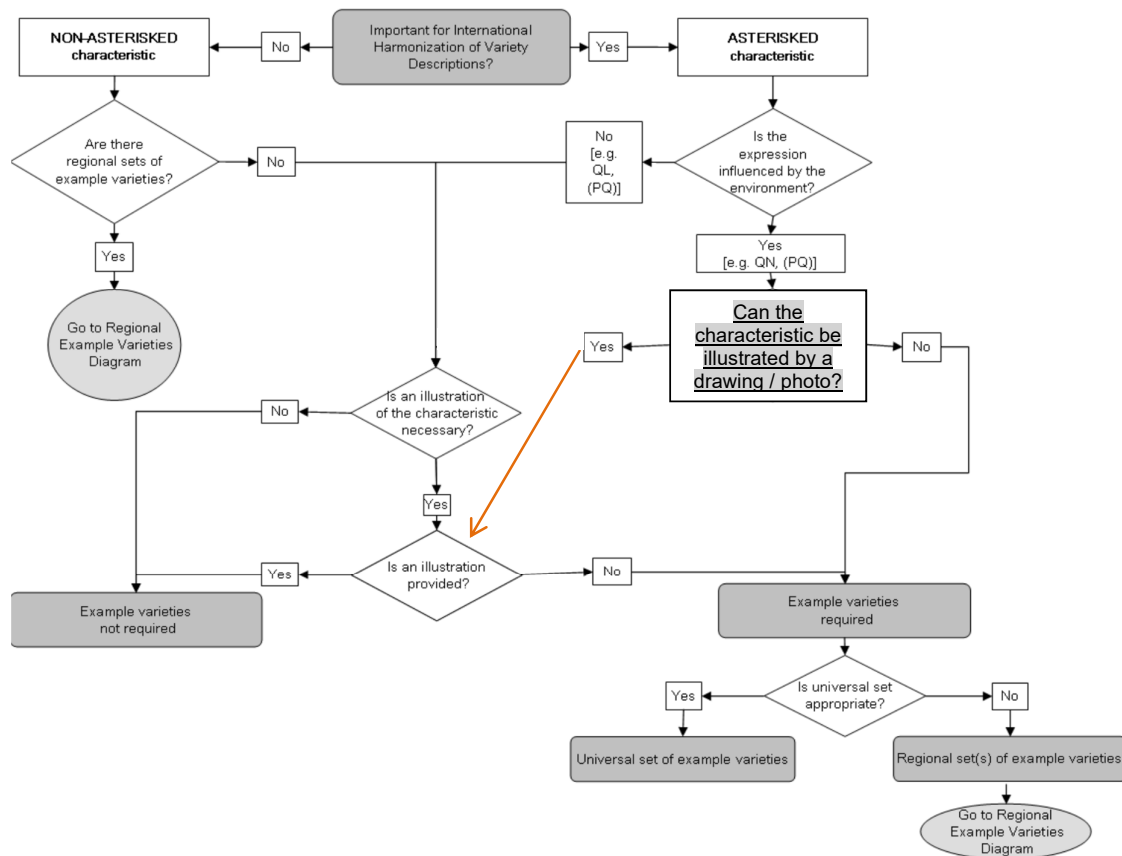 Important for International
Harmonization of Variety
Descriptions?
No
Yes
NON-ASTERISKED
characteristic
ASTERISKED
characteristic
Are there
regional sets of
example varieties?
No
No
[e.g.
QL,
(PQ)]
Is the
expression
influenced by the
environment?
Yes
Yes
[e.g. QN, (PQ)]
Go to Regional
Example Varieties
Diagram
Can the
characteristic be
illustrated by a
drawing / photo?
Yes
No
Is an illustration
of the characteristic
necessary?
No
Yes
Is an illustration
provided?
Yes
No
Example varieties
not required
Example varieties
required
Is universal set
appropriate?
Yes
No
Universal set of example varieties
Regional set(s) of example varieties
Go to Regional
Example Varieties
Diagram